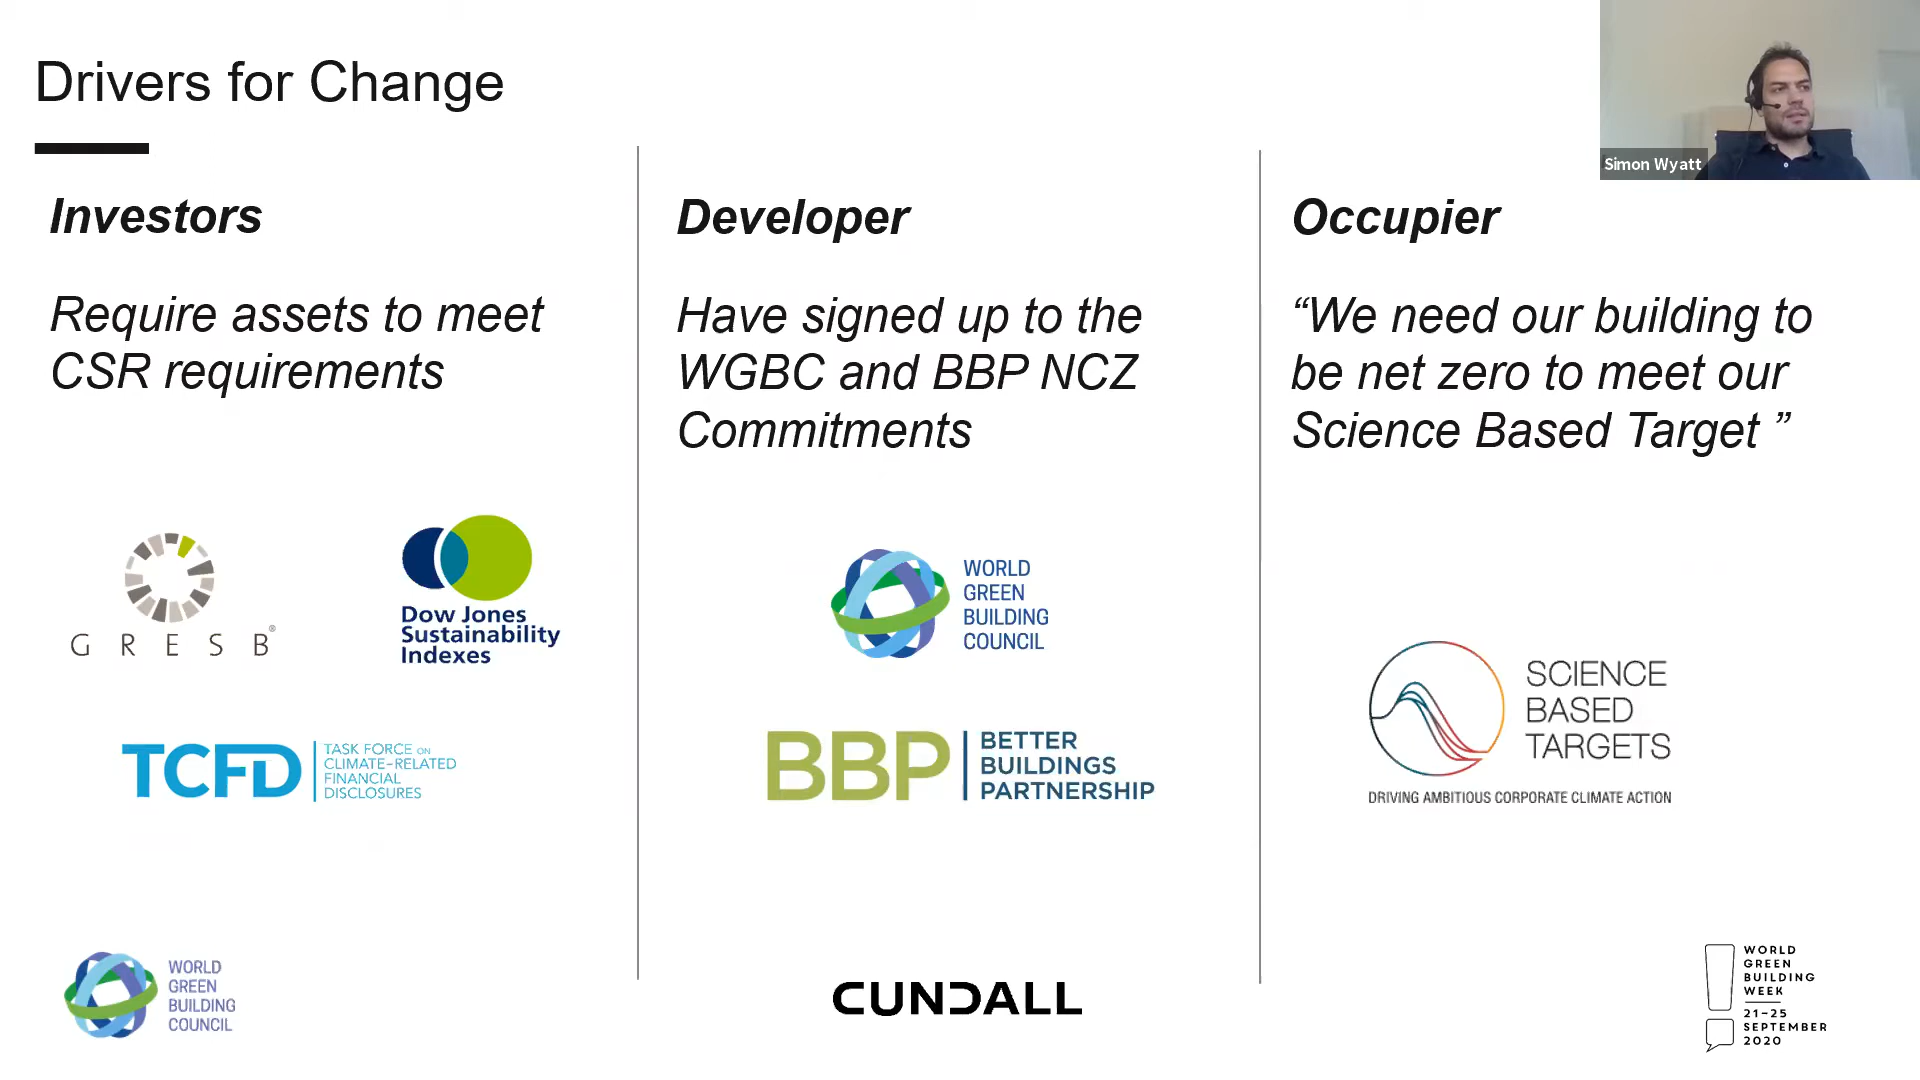 Drivers for Change
Simon Wyatt
Investors
Require assets to meet
CSR requirements
GRESB®
Dow Jones
Sustainability
Indexes
TCFD
TASK FORCE ON
CLIMATE-RELATED
FINANCIAL
DISCLOSURES
Developer
Have signed up to the
WGBC and BBP NCZ
Commitments
WORLD
GREEN
BUILDING
COUNCIL
BBP
BETTER
BUILDINGS
PARTNERSHIP
Occupier
“We need our building to
be net zero to meet our
Science Based Target ”
SCIENCE
BASED
TARGETS
DRIVING AMBITIOUS CORPORATE CLIMATE ACTION
WORLD
GREEN
BUILDING
COUNCIL
CUNDALL
WORLD
GREEN
BUILDING
WEEK
21–25
SEPTEMBER
2020